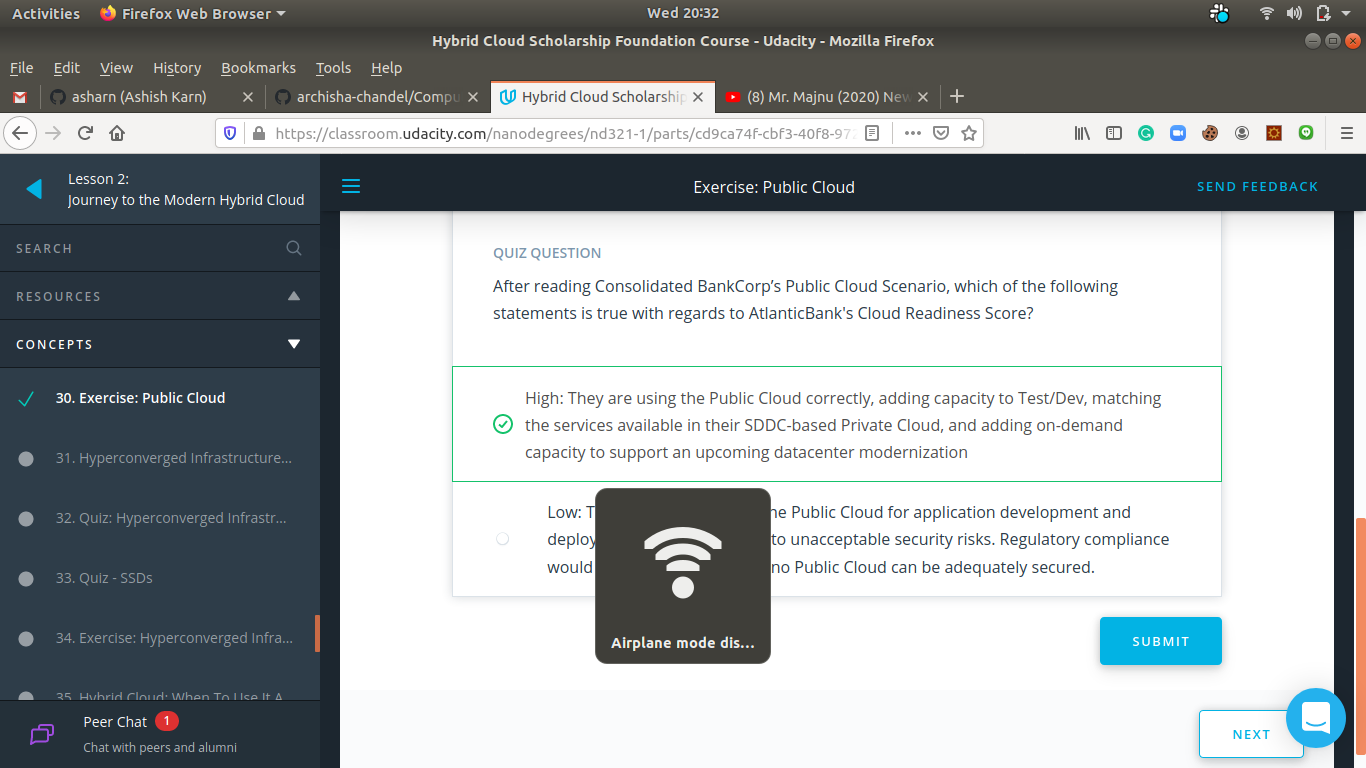 Activities Firefox Web Browser Wed 20:32
Hybrid Cloud Scholarship Foundation Course - Udacity - Mozilla Firefox
File Edit View History Bookmarks Tools Help
asharn (Ashish Karn) archisha-chandel/Compu Hybrid Cloud Scholarship (8) Mr. Majnu (2020) New
https://classroom.udacity.com/nanodegrees/nd321-1/parts/cd9ca74f-cbf3-40f8-97
Lesson 2:
Journey to the Modern Hybrid Cloud
Exercise: Public Cloud
SEND FEEDBACK
SEARCH
RESOURCES
CONCEPTS
30. Exercise: Public Cloud
31. Hyperconverged Infrastructure...
32. Quiz: Hyperconverged Infrastr...
33. Quiz - SSDs
34. Exercise: Hyperconverged Infra...
35. Hybrid Cloud: When To Use It A
Peer Chat 1
Chat with peers and alumni
QUIZ QUESTION
After reading Consolidated BankCorp’s Public Cloud Scenario, which of the following
statements is true with regards to AtlanticBank's Cloud Readiness Score?
High: They are using the Public Cloud correctly, adding capacity to Test/Dev, matching
the services available in their SDDC-based Private Cloud, and adding on-demand
capacity to support an upcoming datacenter modernization
Low: T he Public Cloud for application development and
deploy to unacceptable security risks. Regulatory compliance
would no Public Cloud can be adequately secured.
Airplane mode dis...
SUBMIT
NEXT